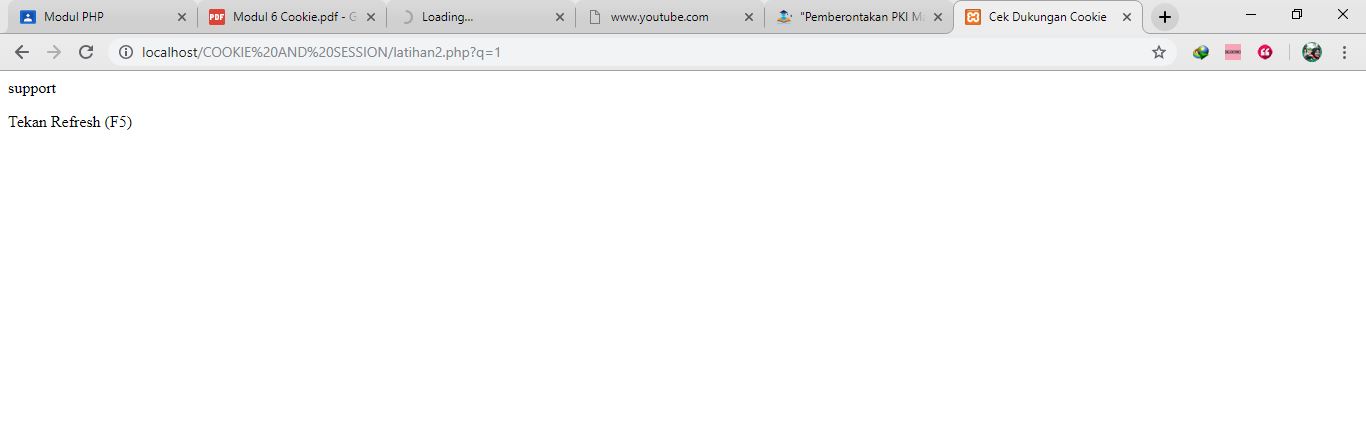 Modul PHP
PDF
Modul 6 Cookie.pdf - G
Loading...
www.youtube.com
"Pemberontakan PKI M
Cek Dukungan Cookie
localhost/COOKIE%20AND%20SESSION/latihan2.php?q=1
support
Tekan Refresh (F5)